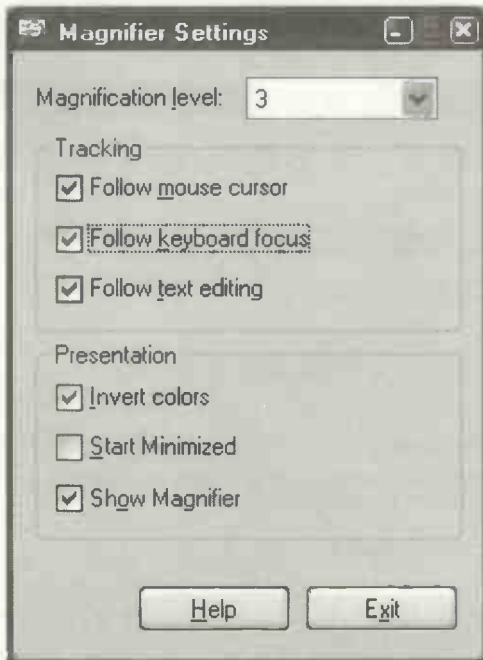 Magnifier Settings
Magnification level: 3
Tracking
Follow mouse cursor
Follow keyboard focus
Follow text editing
Presentation
Invert colors
Start Minimized
Show Magnifier
Help Exit